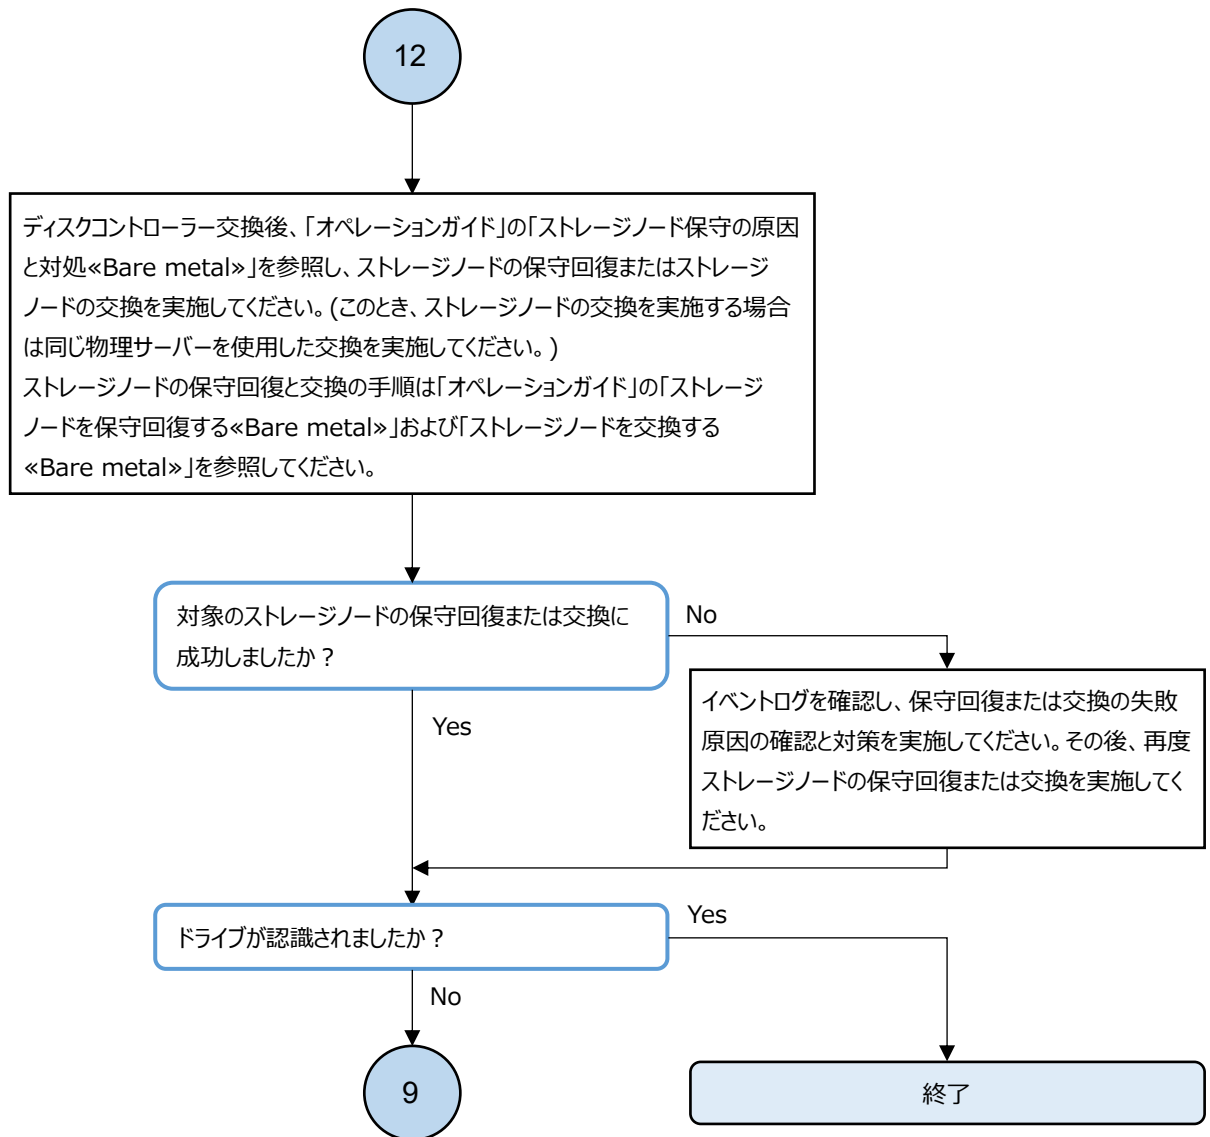 12
ディスクコントローラー交換後、「オペレーションガイド」の「ストレージノード保守の原因
と対処«Bare metal»」を参照し、ストレージノードの保守回復またはストレージ
ノードの交換を実施してください。(このとき、ストレージノードの交換を実施する場合
は同じ物理サーバーを使用した交換を実施してください。)
ストレージノードの保守回復と交換の手順は「オペレーションガイド」の「ストレージ
ノードを保守回復する«Bare metal»」および「ストレージノードを交換する
«Bare metal»」を参照してください。
対象のストレージノードの保守回復または交換に
成功しましたか？
No
Yes
イベントログを確認し、保守回復または交換の失敗
原因の確認と対策を実施してください。その後、再度
ストレージノードの保守回復または交換を実施してく
ださい。
ドライブが認識されましたか？
Yes
No
9
終了